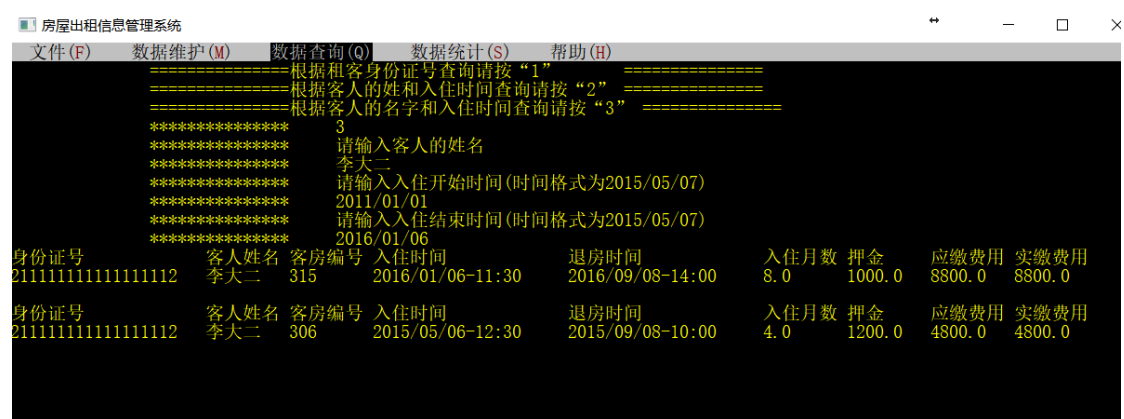 房屋出租信息管理系统
文件(F) 数据维护(M) 数据查询(Q) 数据统计(S) 帮助(H)
===============根据租客身份证号查询请按“1” ===============
===============根据客人的姓和入住时间查询请按“2” ===============
===============根据客人的名字和入住时间查询请按“3” ===============
*************** 3
*************** 请输入客人的姓名
*************** 李大二
*************** 请输入入住开始时间(时间格式为2015/05/07)
*************** 2011/01/01
*************** 请输入入住结束时间(时间格式为2015/05/07)
*************** 2016/01/06
身份证号 客人姓名 客房编号 入住时间 退房时间 入住月数 押金 应缴费用 实缴费用
211111111111111112 李大二 315 2016/01/06-11:30 2016/09/08-14:00 8.0 1000.0 8800.0 8800.0
身份证号 客人姓名 客房编号 入住时间 退房时间 入住月数 押金 应缴费用 实缴费用
211111111111111112 李大二 306 2015/05/06-12:30 2015/09/08-10:00 4.0 1200.0 4800.0 4800.0